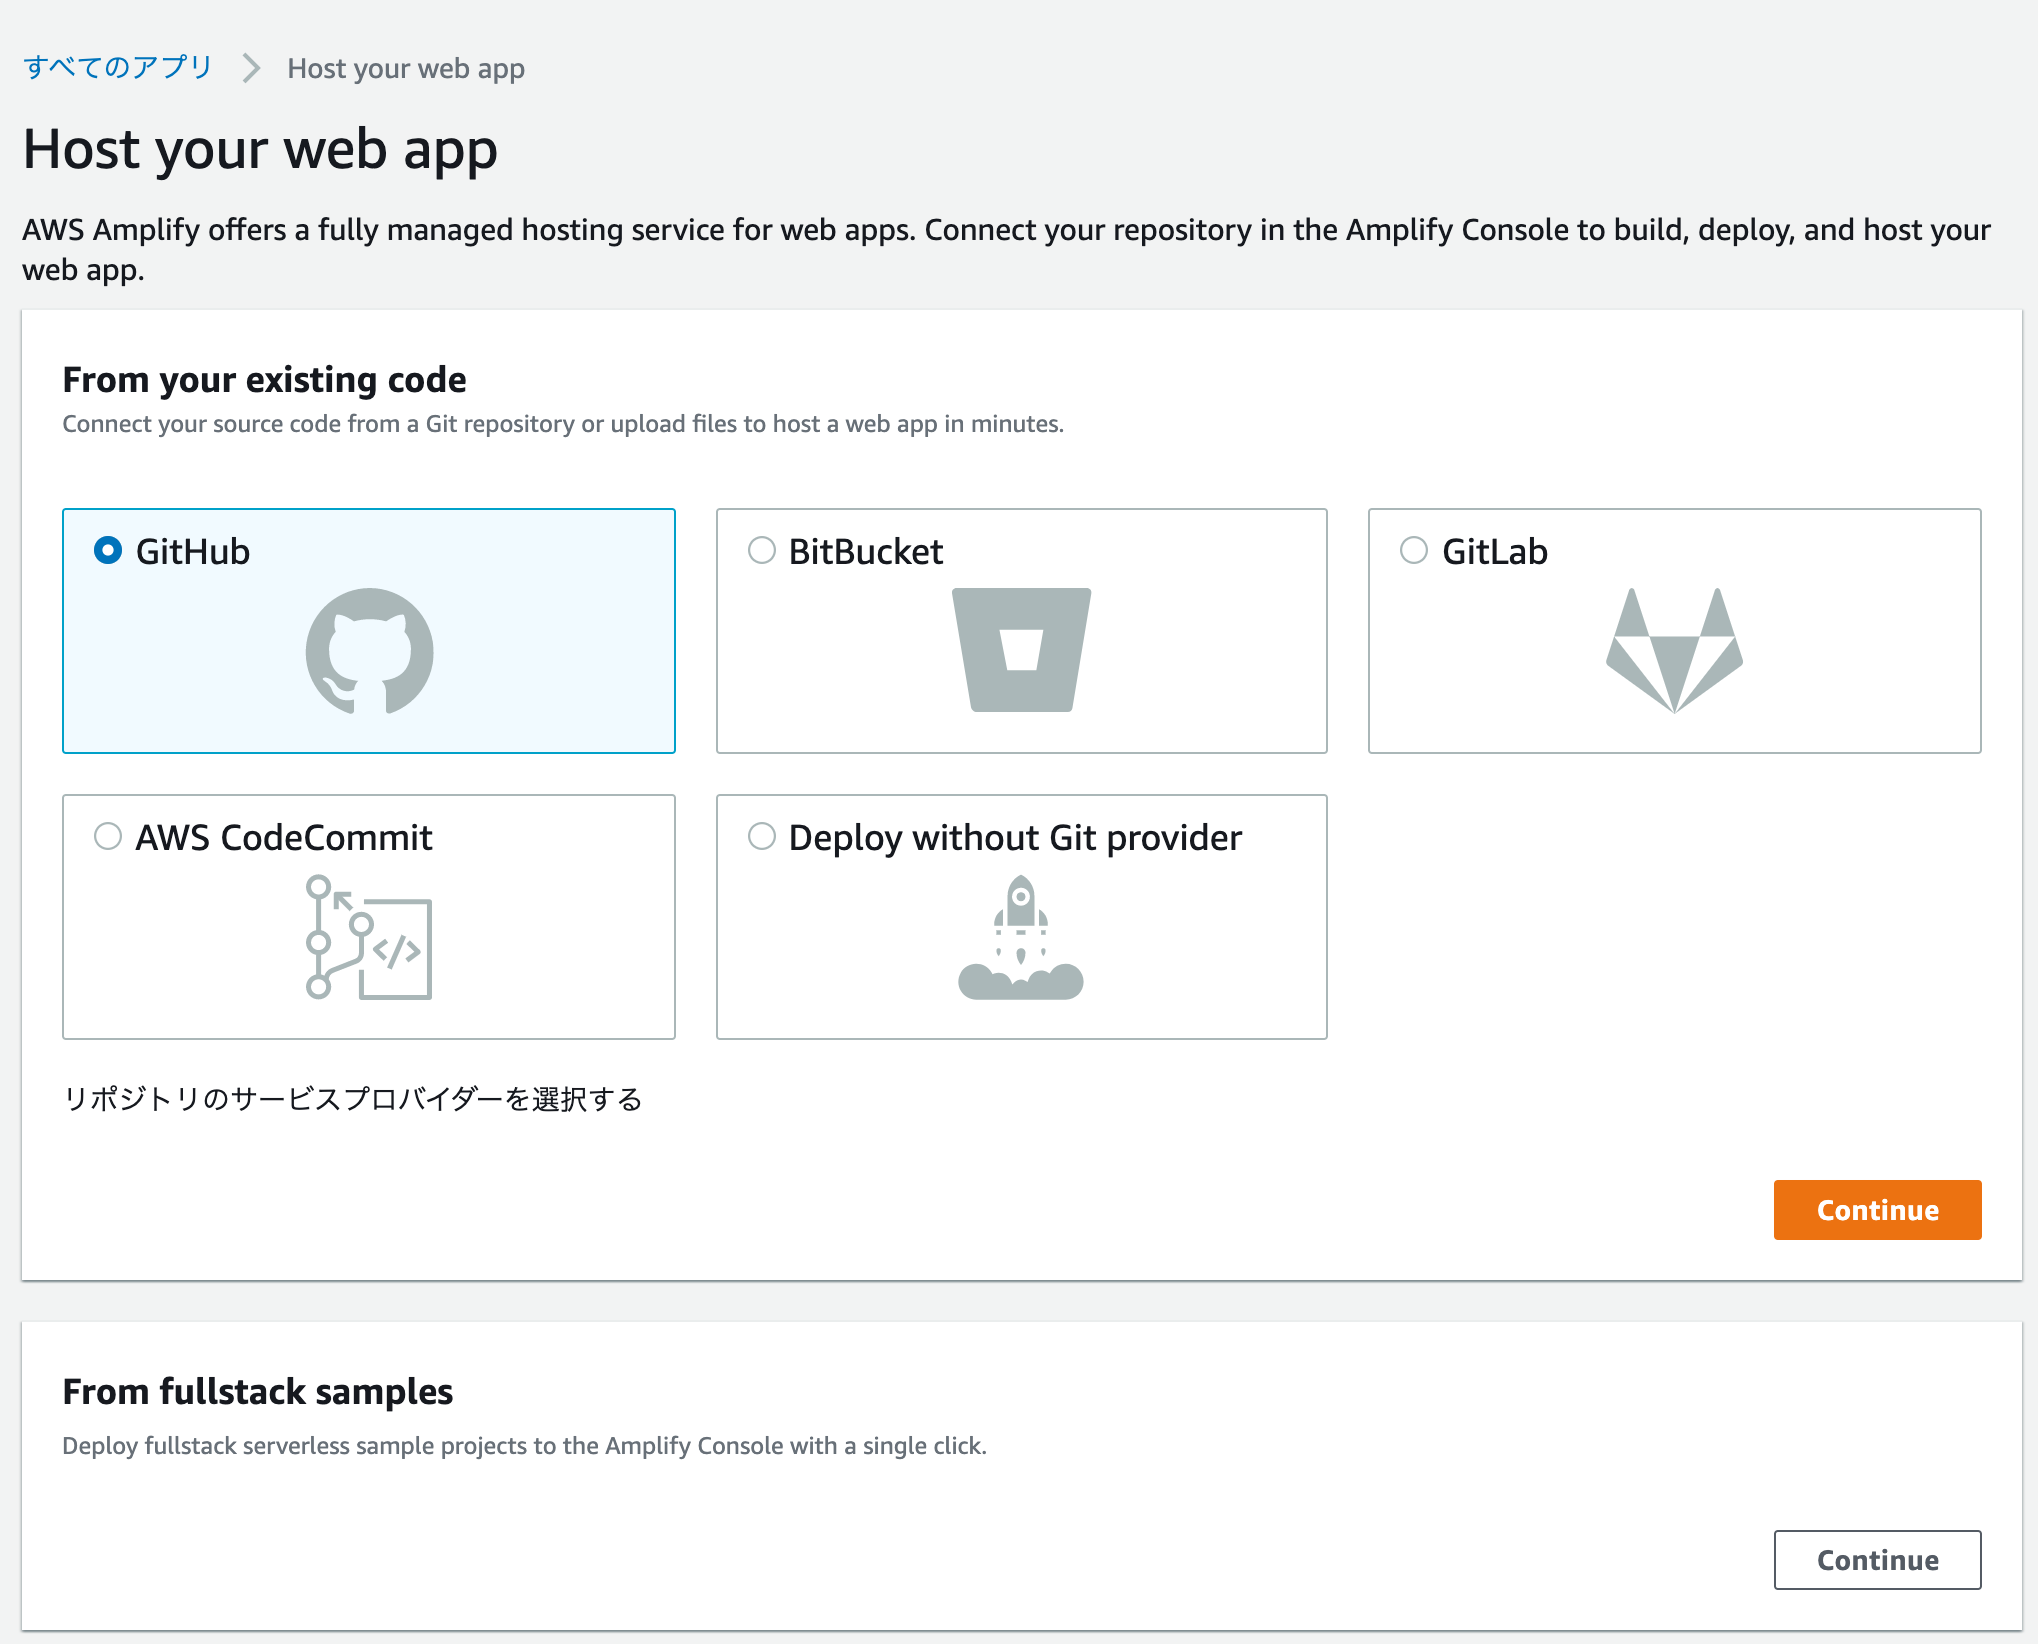 すべてのアプリ > Host your web app
Host your web app
AWS Amplify offers a fully managed hosting service for web apps. Connect your repository in the Amplify Console to build, deploy, and host your
web app.
From your existing code
Connect your source code from a Git repository or upload files to host a web app in minutes.
GitHub
BitBucket
GitLab
AWS CodeCommit
</>
Deploy without Git provider
リポジトリのサービスプロバイダーを選択する
Continue
From fullstack samples
Deploy fullstack serverless sample projects to the Amplify Console with a single click.
Continue